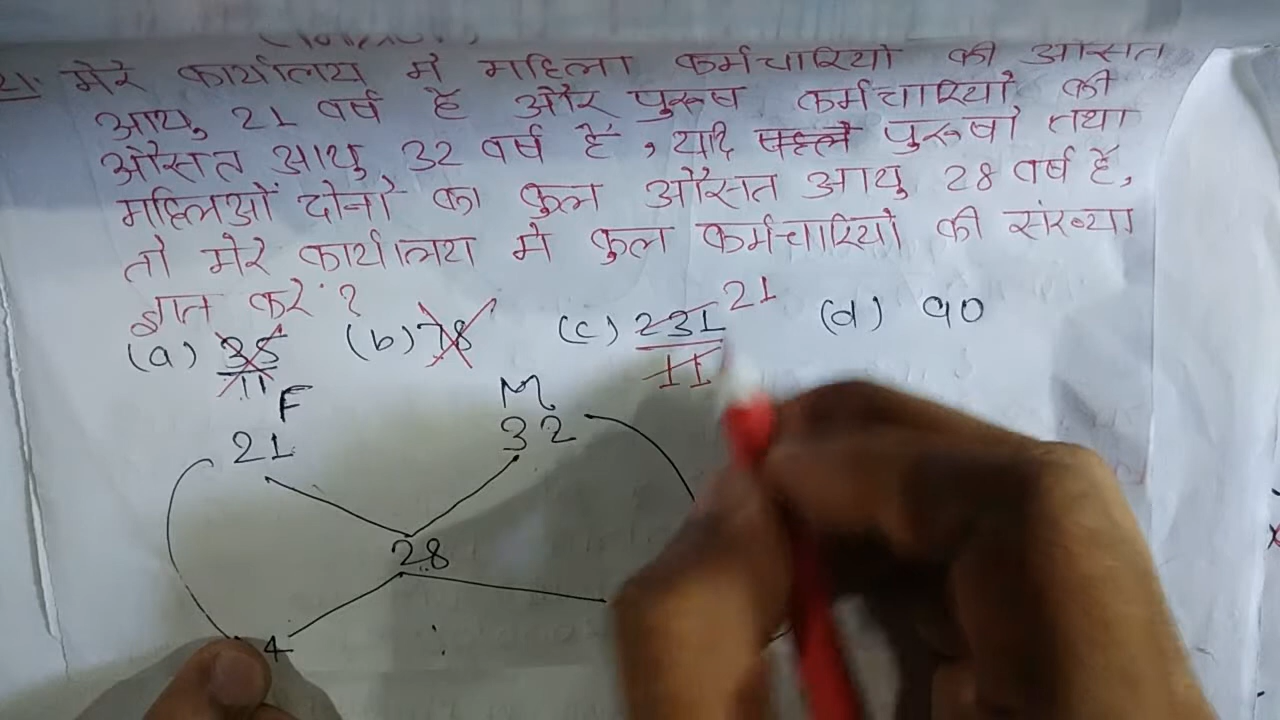 21. मेरे कार्यालय में महिला कर्मचारियों की औसत
आयु 21 वर्ष है और पुरूष कर्मचारियों की
औसत आयु 32 वर्ष है, यदि पहले पुरूषों तथा
महिलाओं दोनों का कुल औसत आयु 28 वर्ष है,
तो मेरे कार्यालय में कुल कर्मचारियों की संख्या
ज्ञात करें ?
(a) 35/11 (b) 78 (c) 231/11 21 (d) 90
F M
21 32
28
4